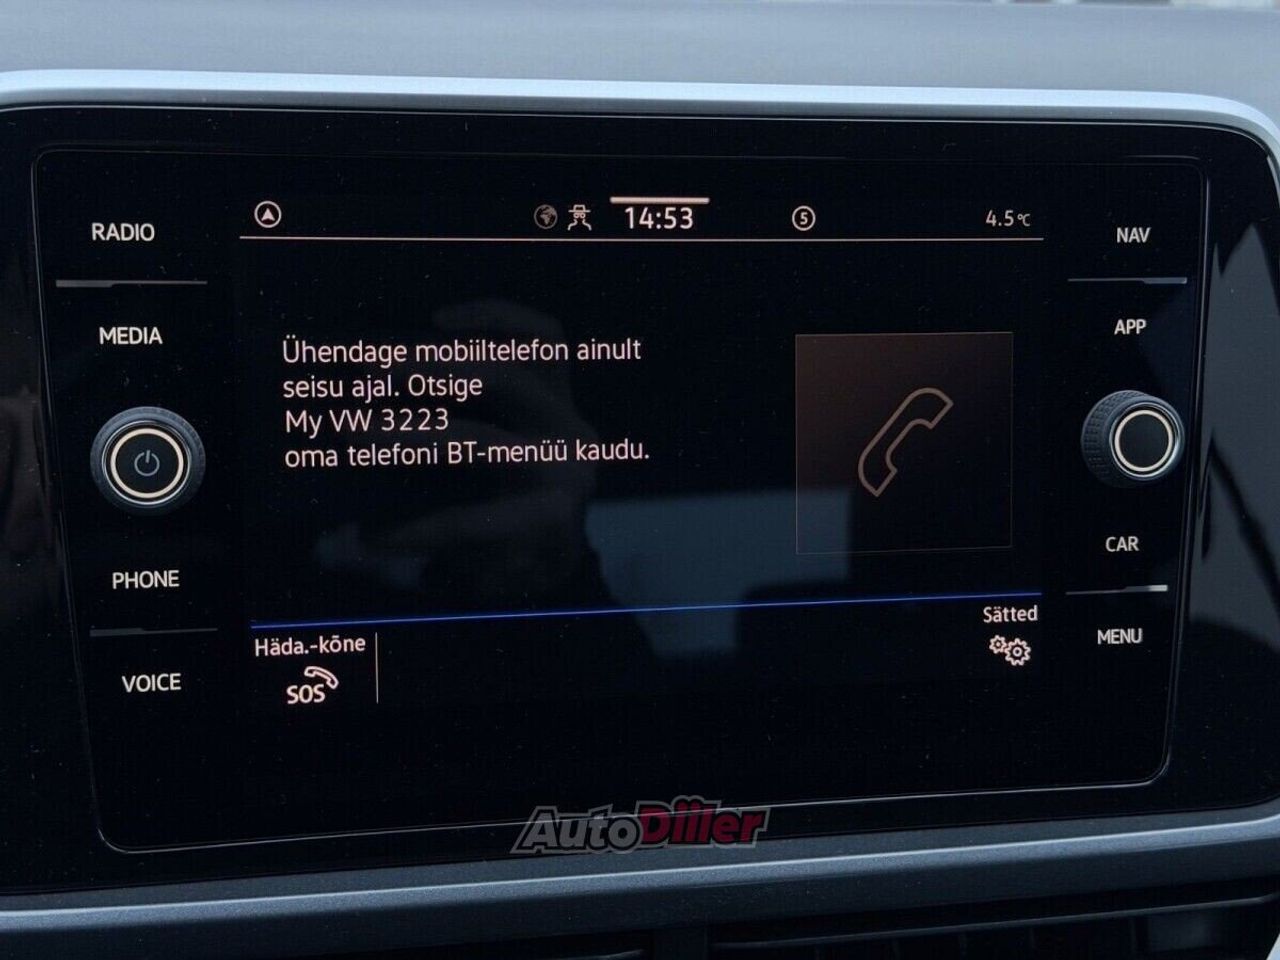 RADIO
MEDIA
PHONE
VOICE
14:53
5
4.5°C
Ühendage mobiiltelefon ainult
seisu ajal. Otsige
My VW 3223
oma telefoni BT-menüü kaudu.
Häda.-kõne
SOS
Sätted
NAV
APP
CAR
MENU
AutoDiiler